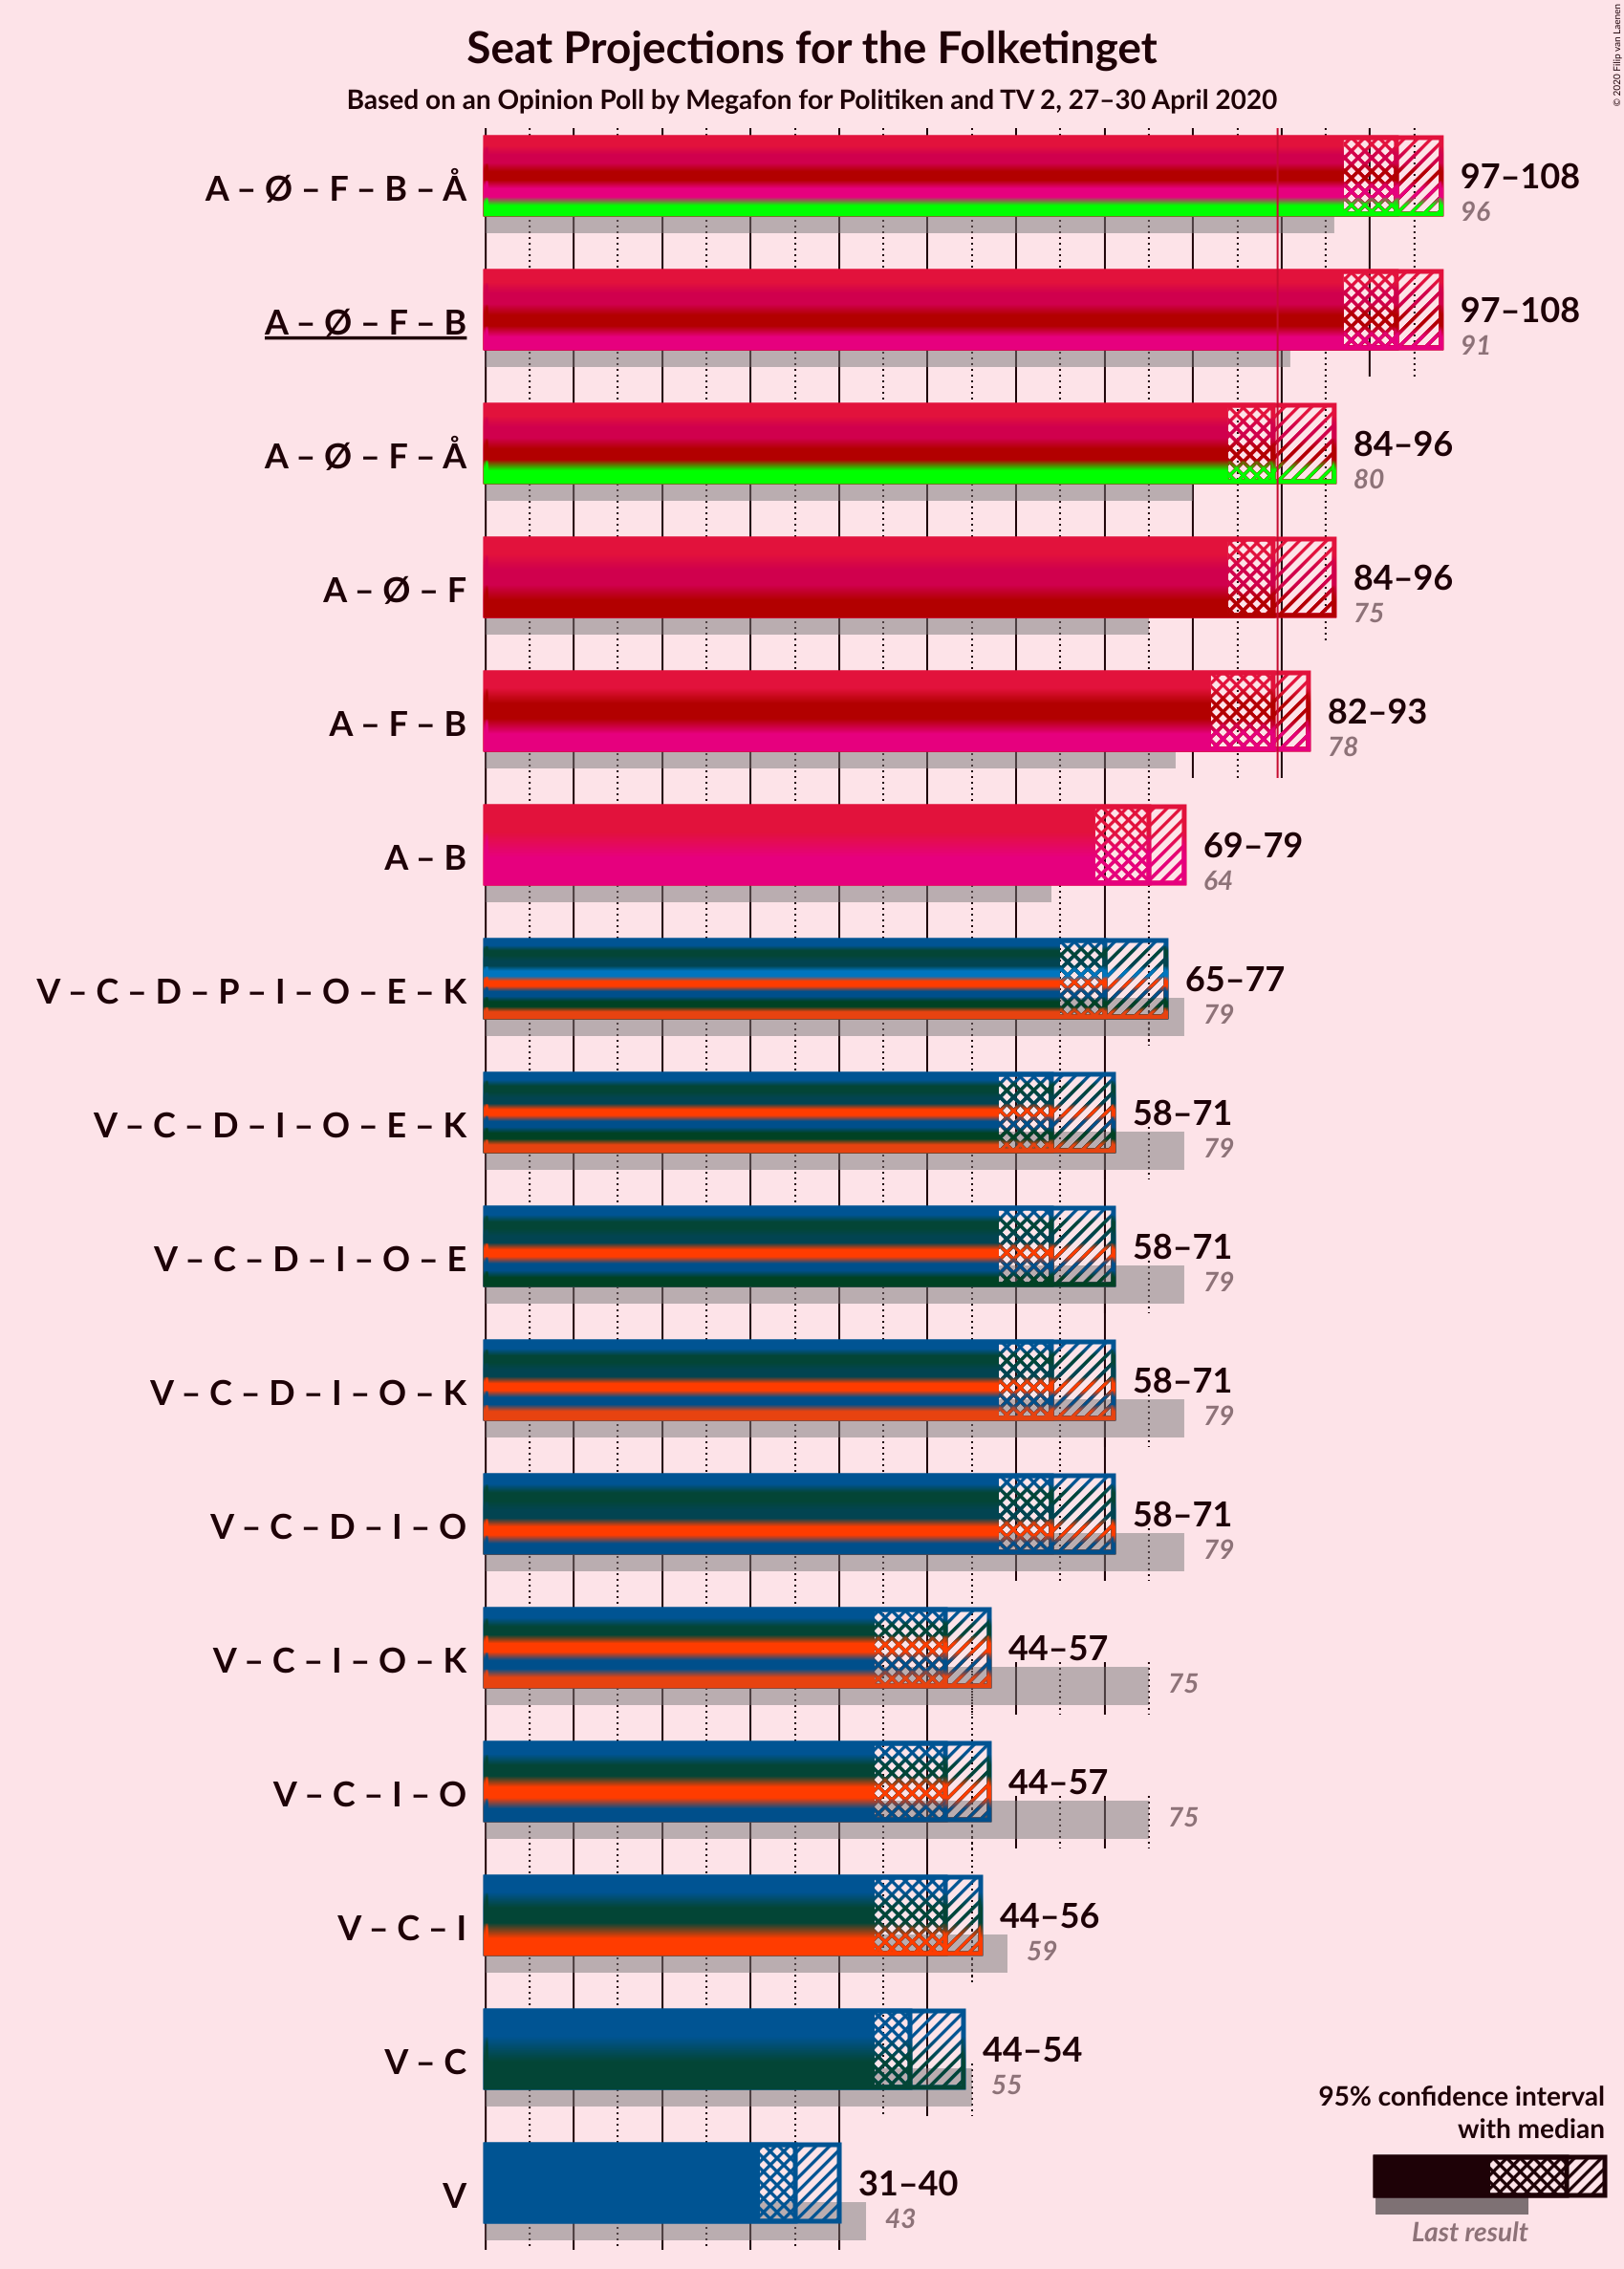 © 2020 Filip van Laenen
Seat Projections for the Folketinget
Based on an Opinion Poll by Megafon for Politiken and TV 2, 27–30 April 2020
A – Ø – F – B – Å
97–108
96
A – Ø – F – B
97–108
91
A – Ø – F – Å
84–96
80
A – Ø – F
84–96
75
A – F – B
82–93
78
A – B
69–79
64
V – C – D – P – I – O – E – K
65–77
79
V – C – D – I – O – E – K
58–71
79
V – C – D – I – O – E
58–71
79
V – C – D – I – O – K
58–71
79
V – C – D – I – O
58–71
79
V – C – I – O – K
44–57
75
V – C – I – O
44–57
75
V – C – I
44–56
59
V – C
44–54
55
V
31–40
43
95% confidence interval
with median
Last result